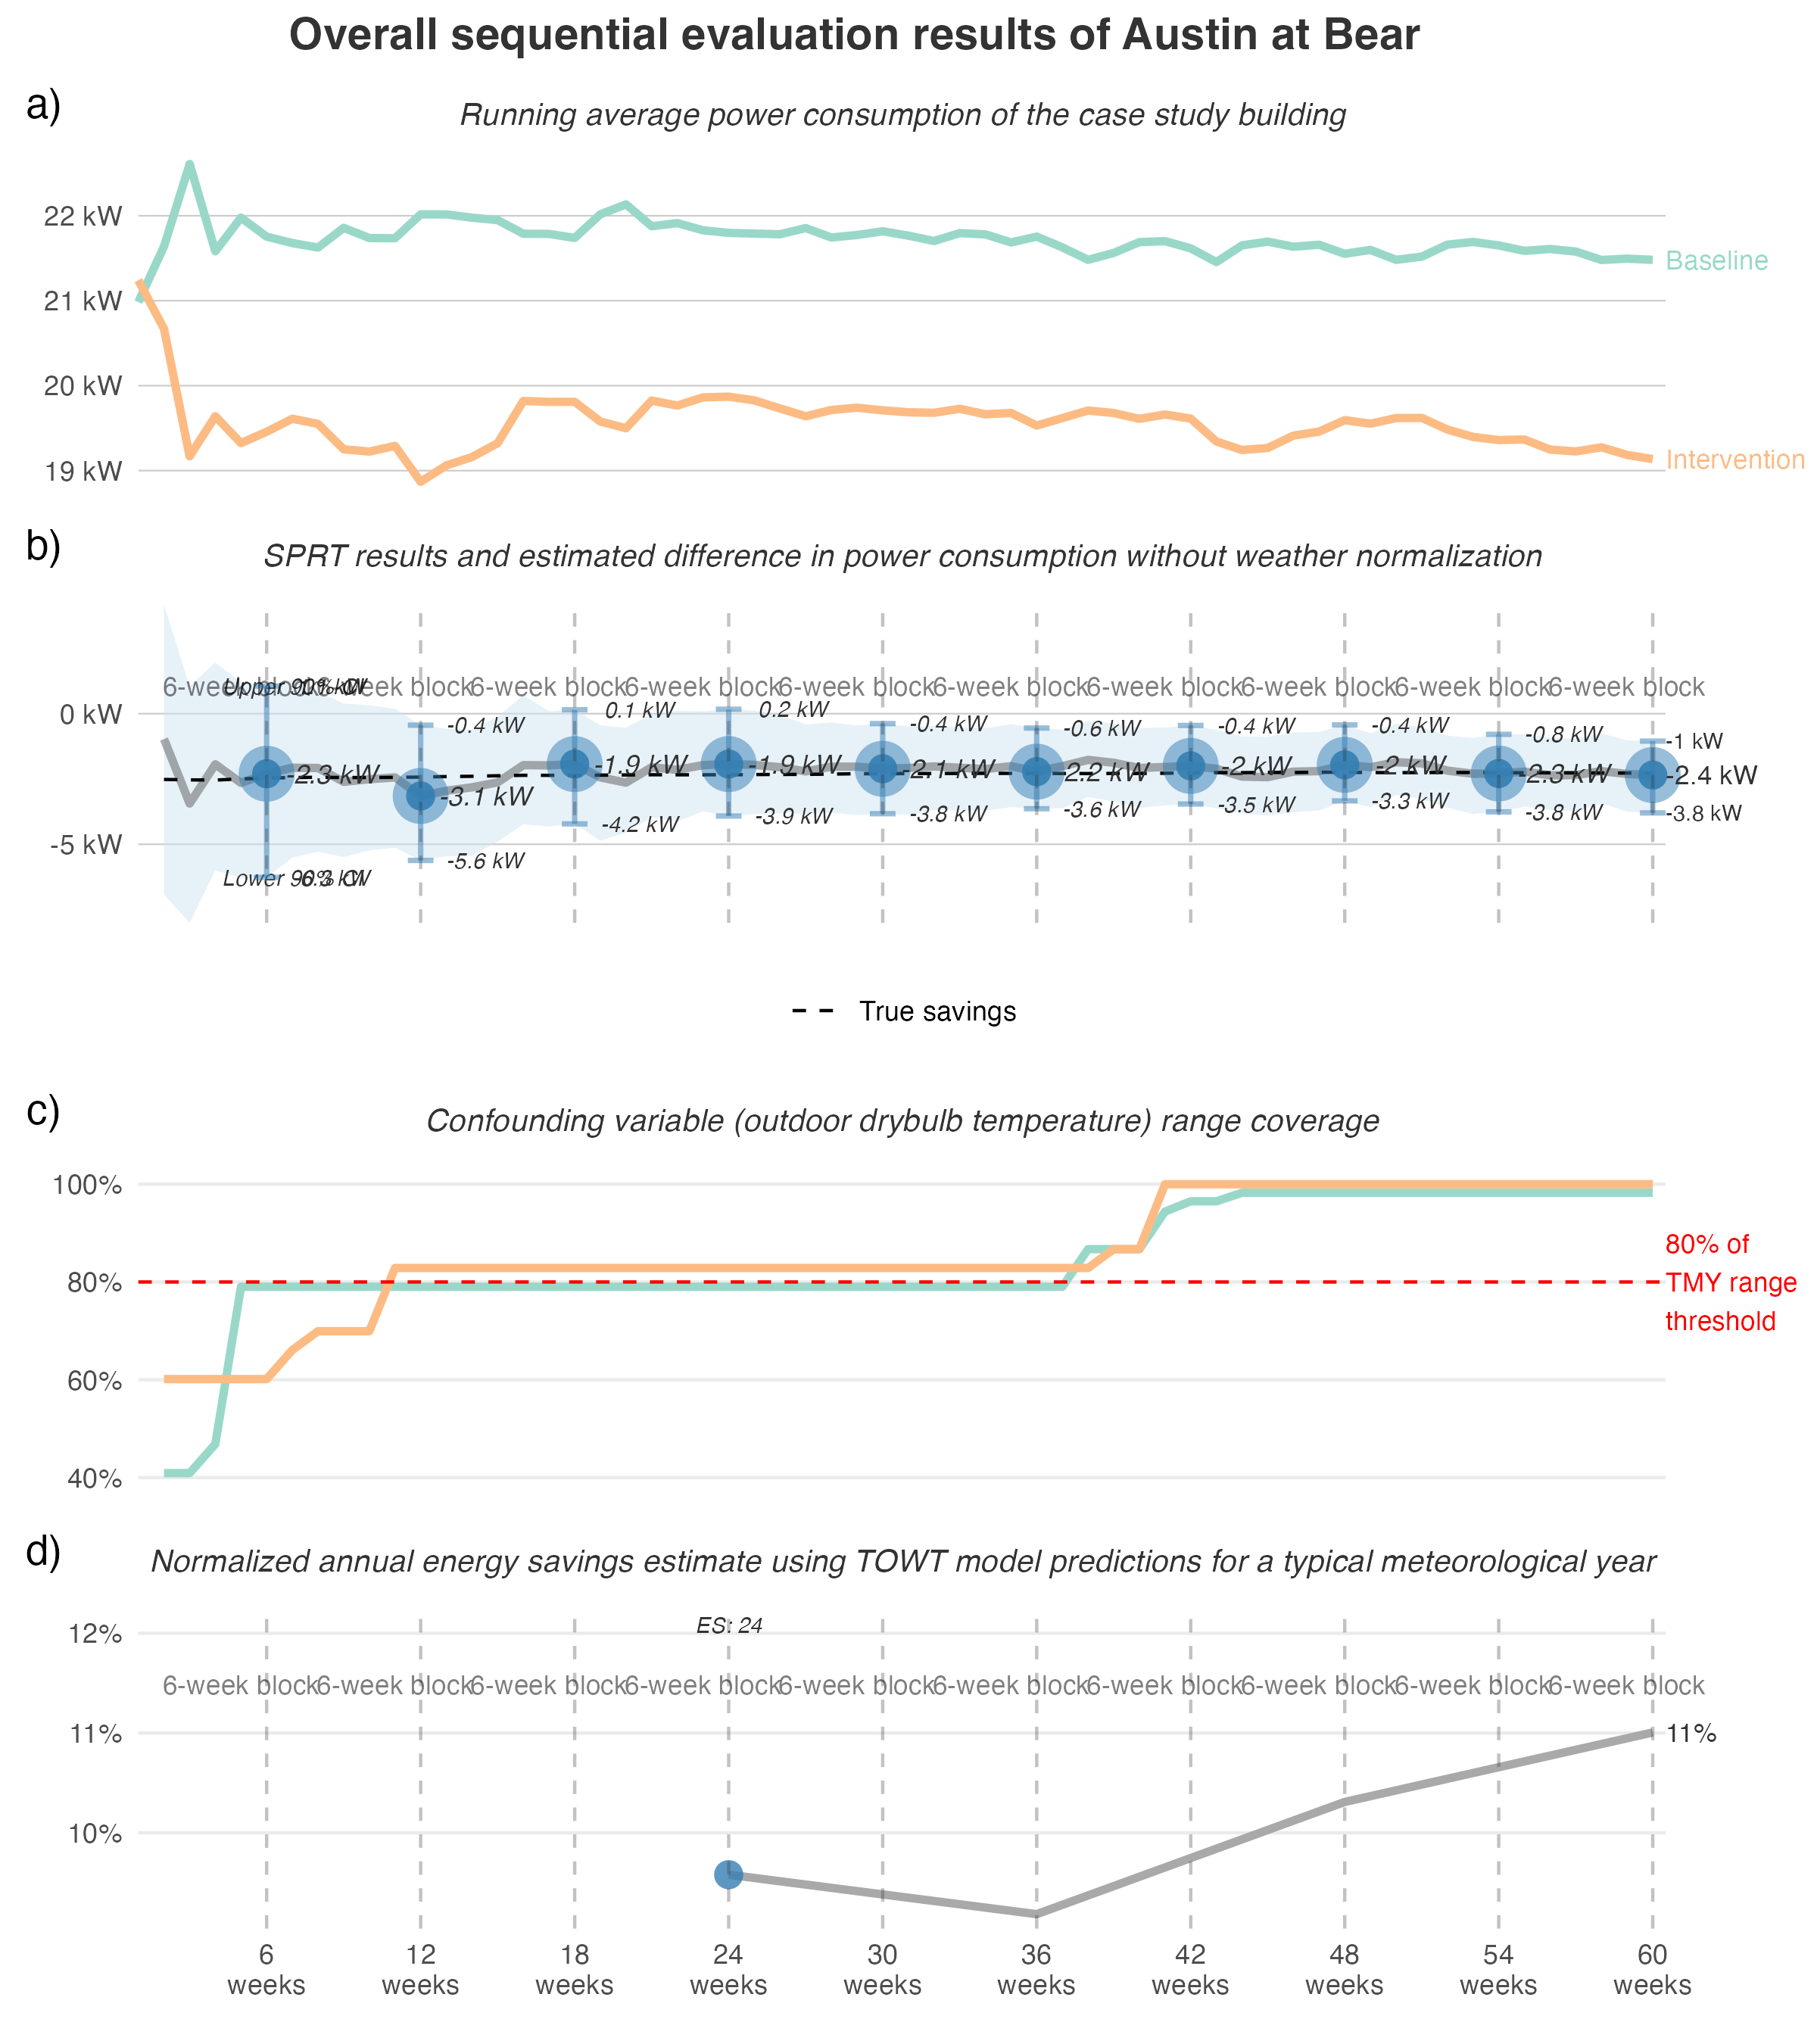 Overall sequential evaluation results of Austin at Bear
a)
Running average power consumption of the case study building
22 kW
21 kW
20 kW
19 kW
Baseline
Intervention
b)
SPRT results and estimated difference in power consumption without weather normalization
6-week block 6-week block 6-week block 6-week block 6-week block 6-week block 6-week block 6-week block 6-week block 6-week block
Upper 90% CI
0 kW
-5 kW
-0.4 kW
0.1 kW
0.2 kW
-0.4 kW
-0.6 kW
-0.4 kW
-0.4 kW
-0.8 kW
-1 kW
-2.3 kW
-3.1 kW
-1.9 kW
-1.9 kW
-2.1 kW
-2.2 kW
-2 kW
-2 kW
-2.3 kW
-2.4 kW
Lower 90% CI
-6.3 kW
-5.6 kW
-4.2 kW
-3.9 kW
-3.8 kW
-3.6 kW
-3.5 kW
-3.3 kW
-3.8 kW
-3.8 kW
True savings
c)
Confounding variable (outdoor drybulb temperature) range coverage
100%
80%
60%
40%
80% of
TMY range
threshold
d)
Normalized annual energy savings estimate using TOWT model predictions for a typical meteorological year
ES: 24
12%
11%
10%
6-week block 6-week block 6-week block 6-week block 6-week block 6-week block 6-week block 6-week block 6-week block 6-week block
11%
6 12 18 24 30 36 42 48 54 60
weeks weeks weeks weeks weeks weeks weeks weeks weeks weeks